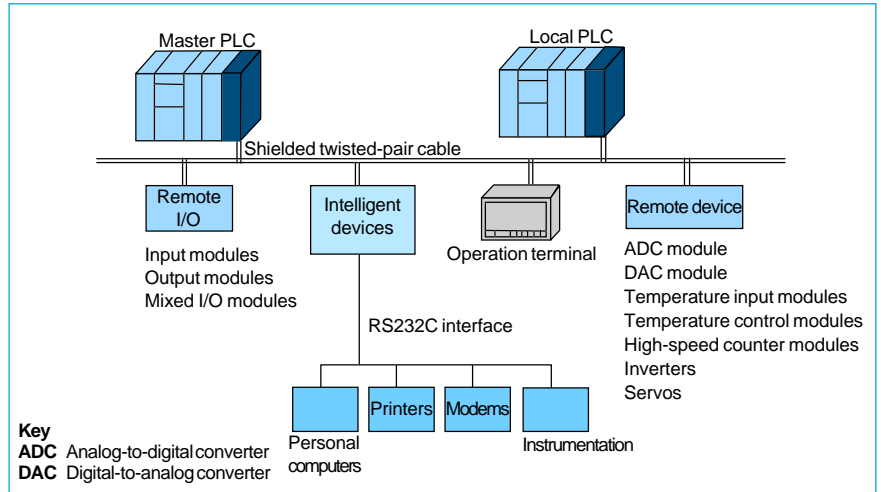 Master PLC
Local PLC
Shielded twisted-pair cable
Remote
I/O
Intelligent
devices
Operation terminal
Remote device
Input modules
Output modules
Mixed I/O modules
ADC module
DAC module
Temperature input modules
Temperature control modules
High-speed counter modules
Inverters
Servos
RS232C interface
Printers
Modems
Personal
computers
Instrumentation
Key
ADC Analog-to-digital converter
DAC Digital-to-analog converter